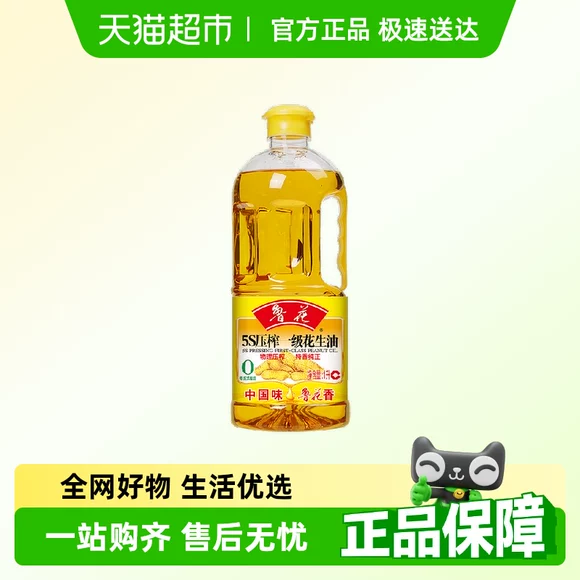 天猫超市 官方正品 极速送达
鲁花
5S压榨一级花生油
5S PRESSING FIRST-CLASS PEANUT OIL
物理压榨 特香纯正
0
中国味 鲁花香
全网好物 生活优选
一站购齐 售后无忧
正品保障